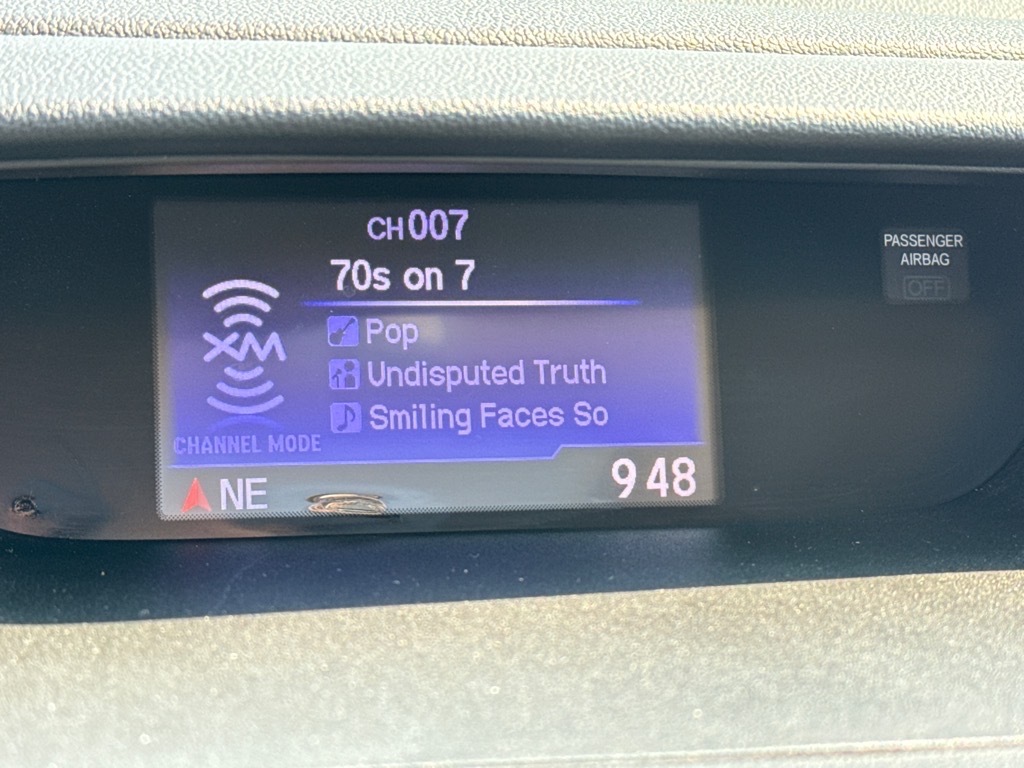 CH007
70s on 7
XM
Pop
Undisputed Truth
Smiling Faces So
CHANNEL MODE
NE
9 48
PASSENGER
AIRBAG
OFF